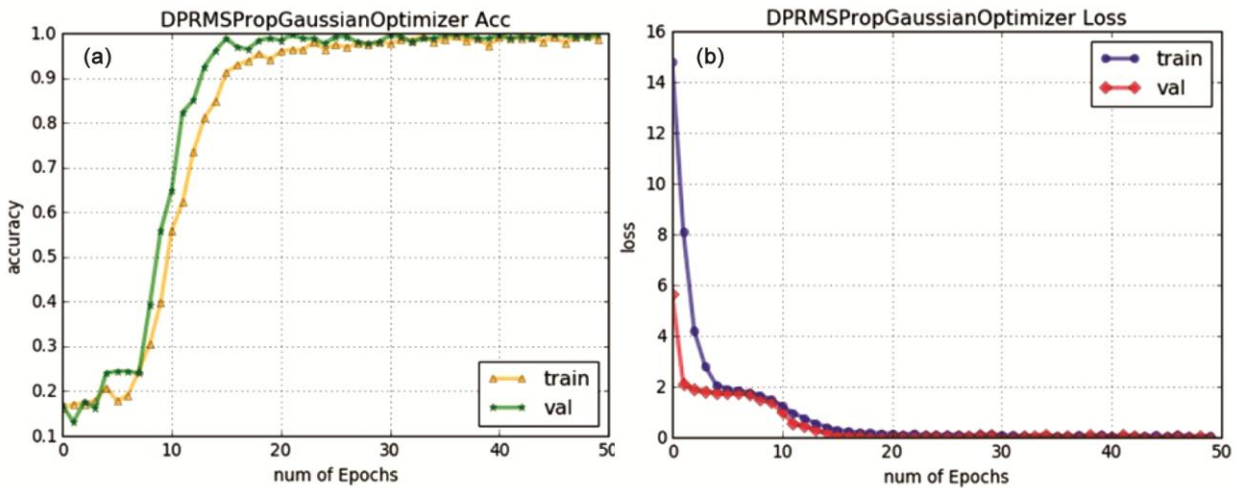 DPRMSPropGaussianOptimizer Acc
(a)
1.0
0.9
0.8
0.7
0.6
0.5
0.4
0.3
0.2
0.1
accuracy
0
10
20
30
40
50
num of Epochs
train
val
DPRMSPropGaussianOptimizer Loss
(b)
16
14
12
10
8
6
4
2
0
loss
0
10
20
30
40
50
num of Epochs
train
val